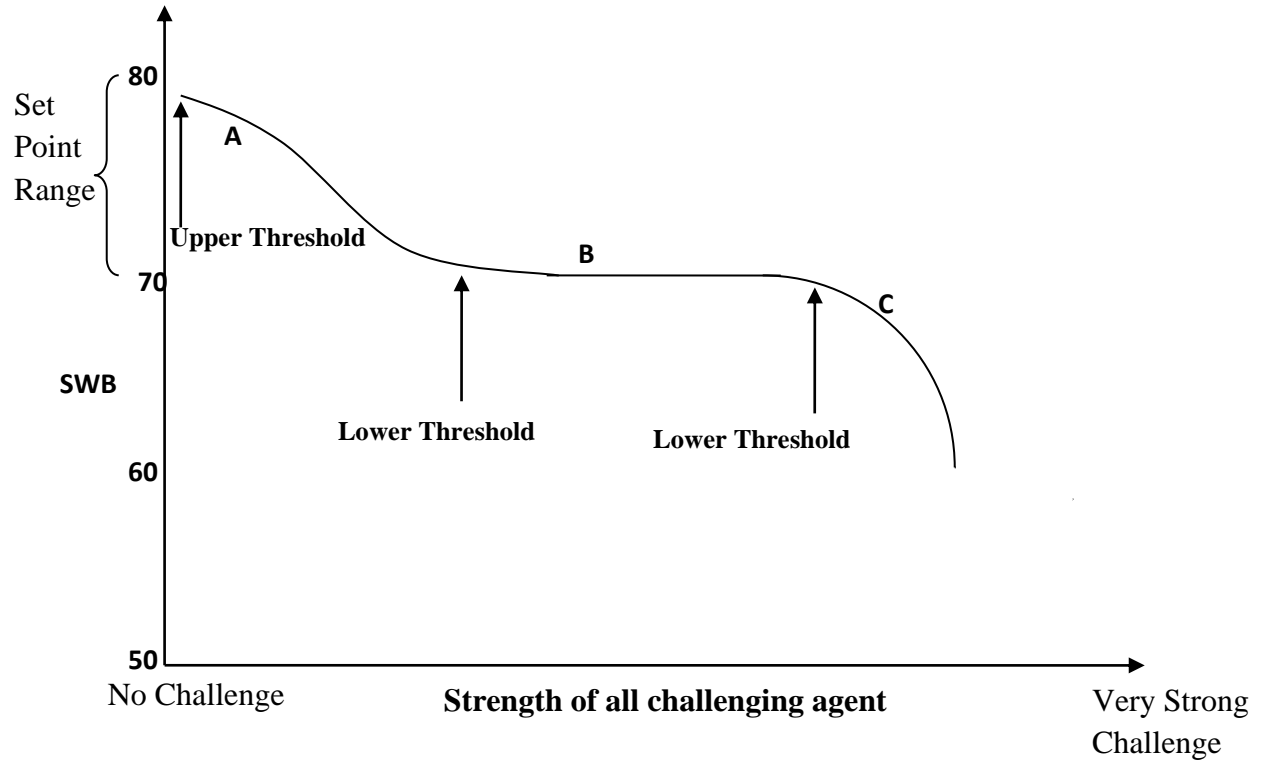 80
Set
Point
Range
A
Upper Threshold
B
70
C
SWB
Lower Threshold
Lower Threshold
60
50
No Challenge
Strength of all challenging agent
Very Strong
Challenge